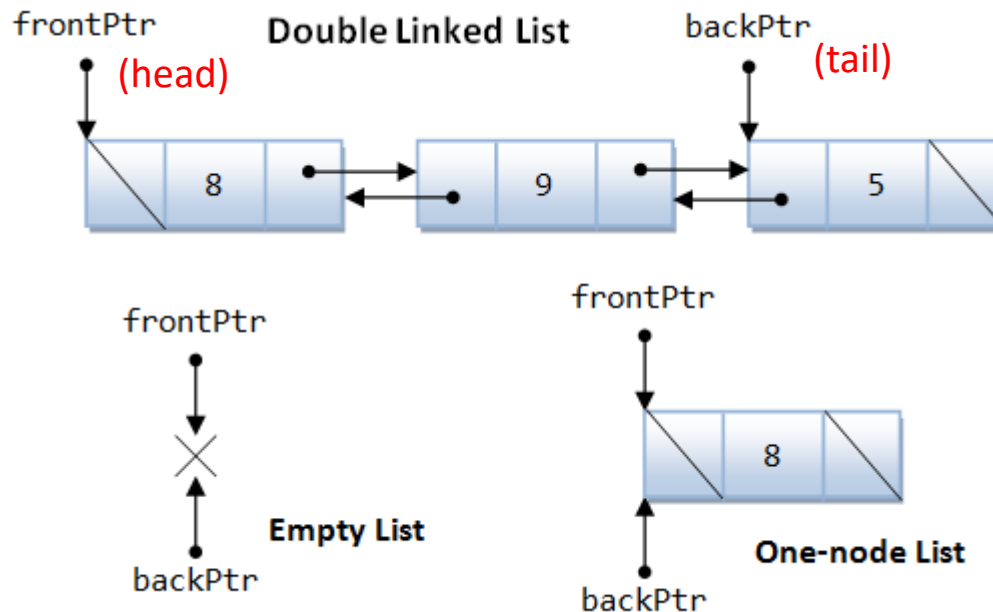 frontPtr
Double Linked List
backPtr
(head)
(tail)
8
9
5
frontPtr
frontPtr
8
Empty List
One-node List
backPtr
backPtr